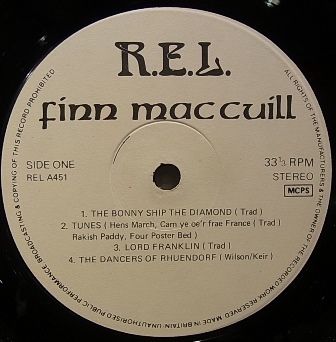 R.E.L.
finn maccuill
SIDE ONE
REL A451
33⅓ RPM
STEREO
MCPS
1. THE BONNY SHIP THE DIAMOND ( Trad )
2. TUNES ( Hens March, Cam ye oe'r frae France ( Trad )
Rakish Paddy, Four Poster Bed )
3. LORD FRANKLIN ( Trad )
4. THE DANCERS OF RHUENDORF ( Wilson/Keir )
ALL RIGHTS OF THE MANUFACTURERS & OWNER OF THE RECORDED WORK RESERVED MADE IN BRITAIN·UNAUTHORISED PUBLIC PERFORMANCE BROADCASTING & COPYING OF THIS RECORD PROHIBITED